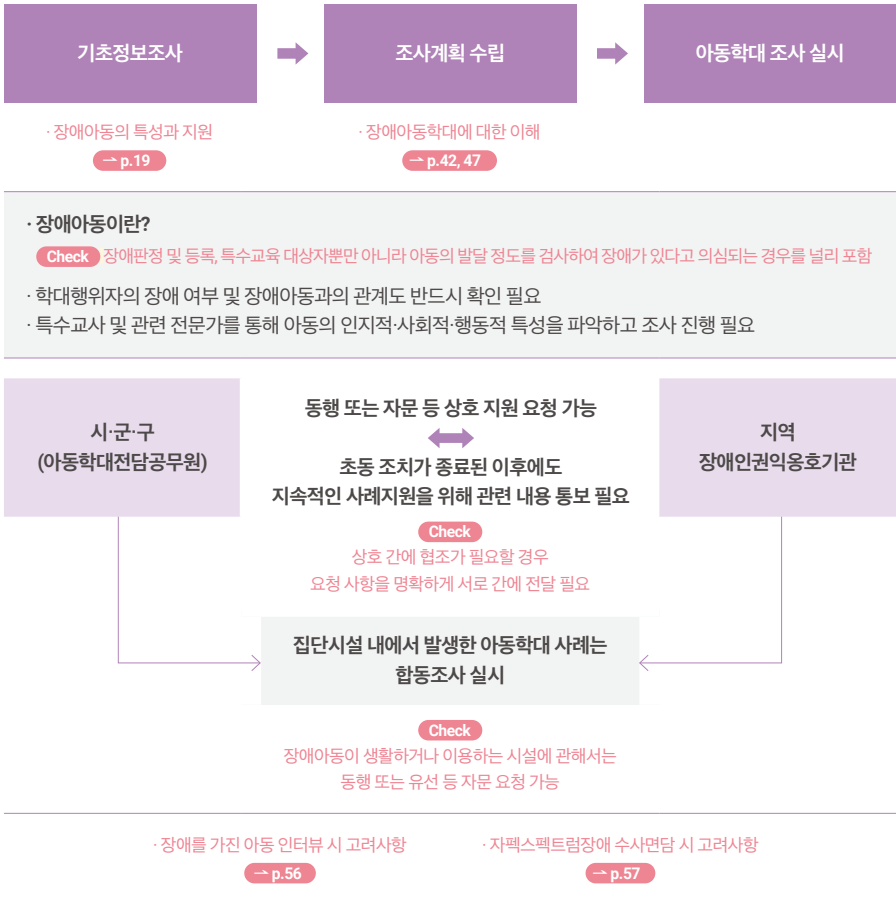 기초정보조사
조사계획 수립
아동학대 조사 실시
· 장애아동의 특성과 지원
→ p.19
· 장애아동학대에 대한 이해
→ p.42, 47
· 장애아동이란?
Check 장애판정 및 등록, 특수교육 대상자뿐만 아니라 아동의 발달 정도를 검사하여 장애가 있다고 의심되는 경우를 널리 포함
· 학대행위자의 장애 여부 및 장애아동과의 관계도 반드시 확인 필요
· 특수교사 및 관련 전문가를 통해 아동의 인지적·사회적·행동적 특성을 파악하고 조사 진행 필요
시·군·구
(아동학대전담공무원)
동행 또는 자문 등 상호 지원 요청 가능
초동 조치가 종료된 이후에도
지속적인 사례지원을 위해 관련 내용 통보 필요
Check
상호 간에 협조가 필요할 경우
요청 사항을 명확하게 서로 간에 전달 필요
지역
장애인권익옹호기관
집단시설 내에서 발생한 아동학대 사례는
합동조사 실시
Check
장애아동이 생활하거나 이용하는 시설에 관해서는
동행 또는 유선 등 자문 요청 가능
· 장애를 가진 아동 인터뷰 시 고려사항
→ p.56
· 자폐스펙트럼장애 수사면담 시 고려사항
→ p.57